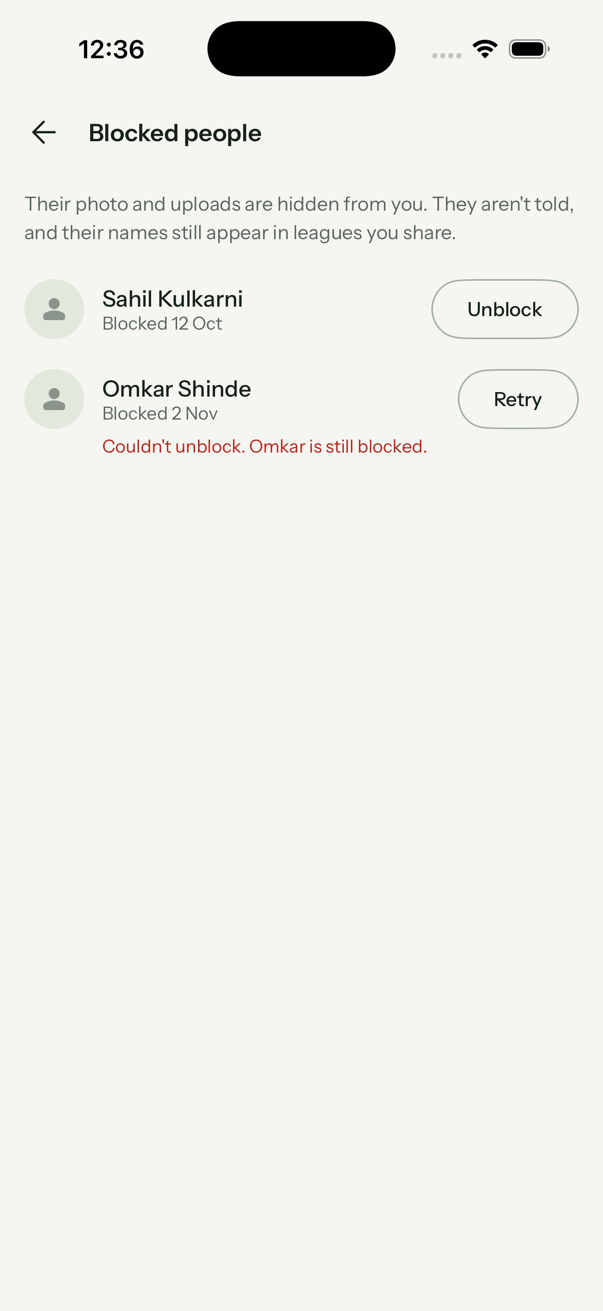 12:36
Blocked people
Their photo and uploads are hidden from you. They aren't told,
and their names still appear in leagues you share.
Sahil Kulkarni
Blocked 12 Oct
Unblock
Omkar Shinde
Blocked 2 Nov
Retry
Couldn't unblock. Omkar is still blocked.